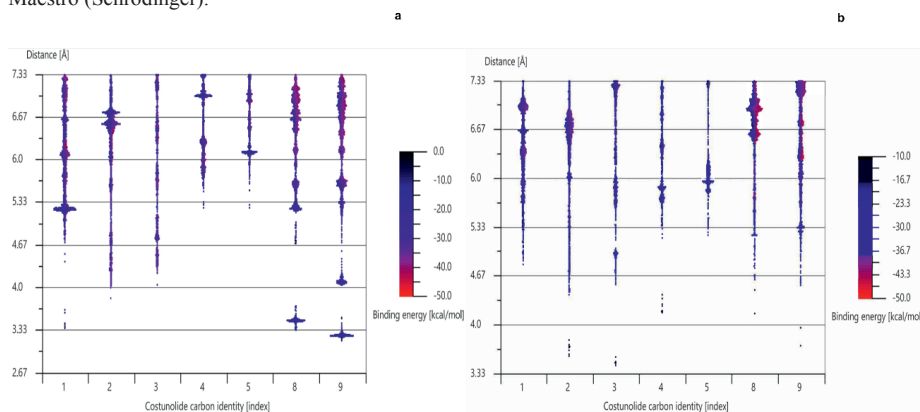 Maestro (Schrödinger).
a
b
Distance [Å]
7.33
6.67
6.0
5.33
4.67
4.0
3.33
2.67
1 2 3 4 5 8 9
Costunolide carbon identity [index]
0.0
-10.0
-20.0
-30.0
-40.0
-50.0
Binding energy [kcal/mol]
Distance [Å]
7.33
6.67
6.0
5.33
4.67
4.0
3.33
1 2 3 4 5 8 9
Costunolide carbon identity [index]
-10.0
-16.7
-23.3
-30.0
-36.7
-43.3
-50.0
Binding energy [kcal/mol]